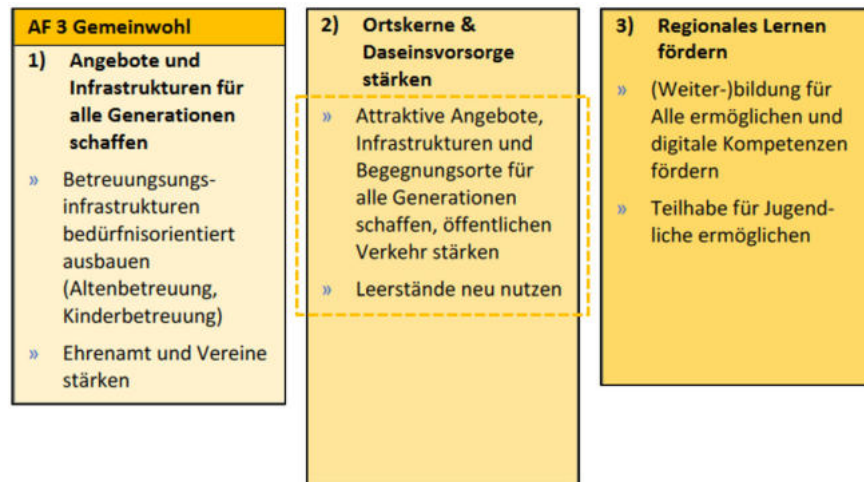 AF 3 Gemeinwohl
1) Angebote und
Infrastrukturen für
alle Generationen
schaffen
» Betreuungsungs-
infrastrukturen
bedürfnisorientiert
ausbauen
(Altenbetreuung,
Kinderbetreuung)
» Ehrenamt und Vereine
stärken
2) Ortskerne &
Daseinsvorsorge
stärken
» Attraktive Angebote,
Infrastrukturen und
Begegnungsorte für
alle Generationen
schaffen, öffentlichen
Verkehr stärken
» Leerstände neu nutzen
3) Regionales Lernen
fördern
» (Weiter-)bildung für
Alle ermöglichen und
digitale Kompetenzen
fördern
» Teilhabe für Jugend-
liche ermöglichen